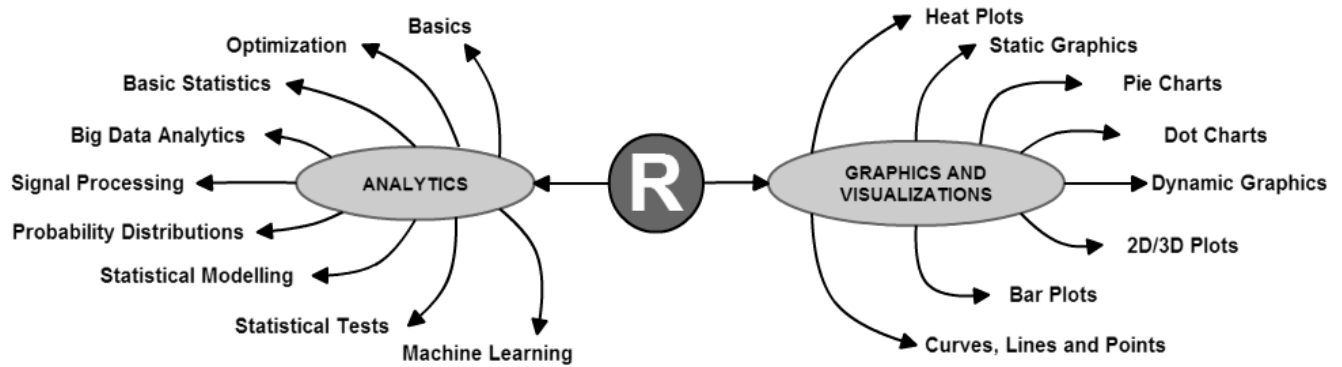 Basics
Optimization
Basic Statistics
Big Data Analytics
Signal Processing
Probability Distributions
Statistical Modelling
Statistical Tests
Machine Learning
ANALYTICS
R
GRAPHICS AND
VISUALIZATIONS
Heat Plots
Static Graphics
Pie Charts
Dot Charts
Dynamic Graphics
2D/3D Plots
Bar Plots
Curves, Lines and Points